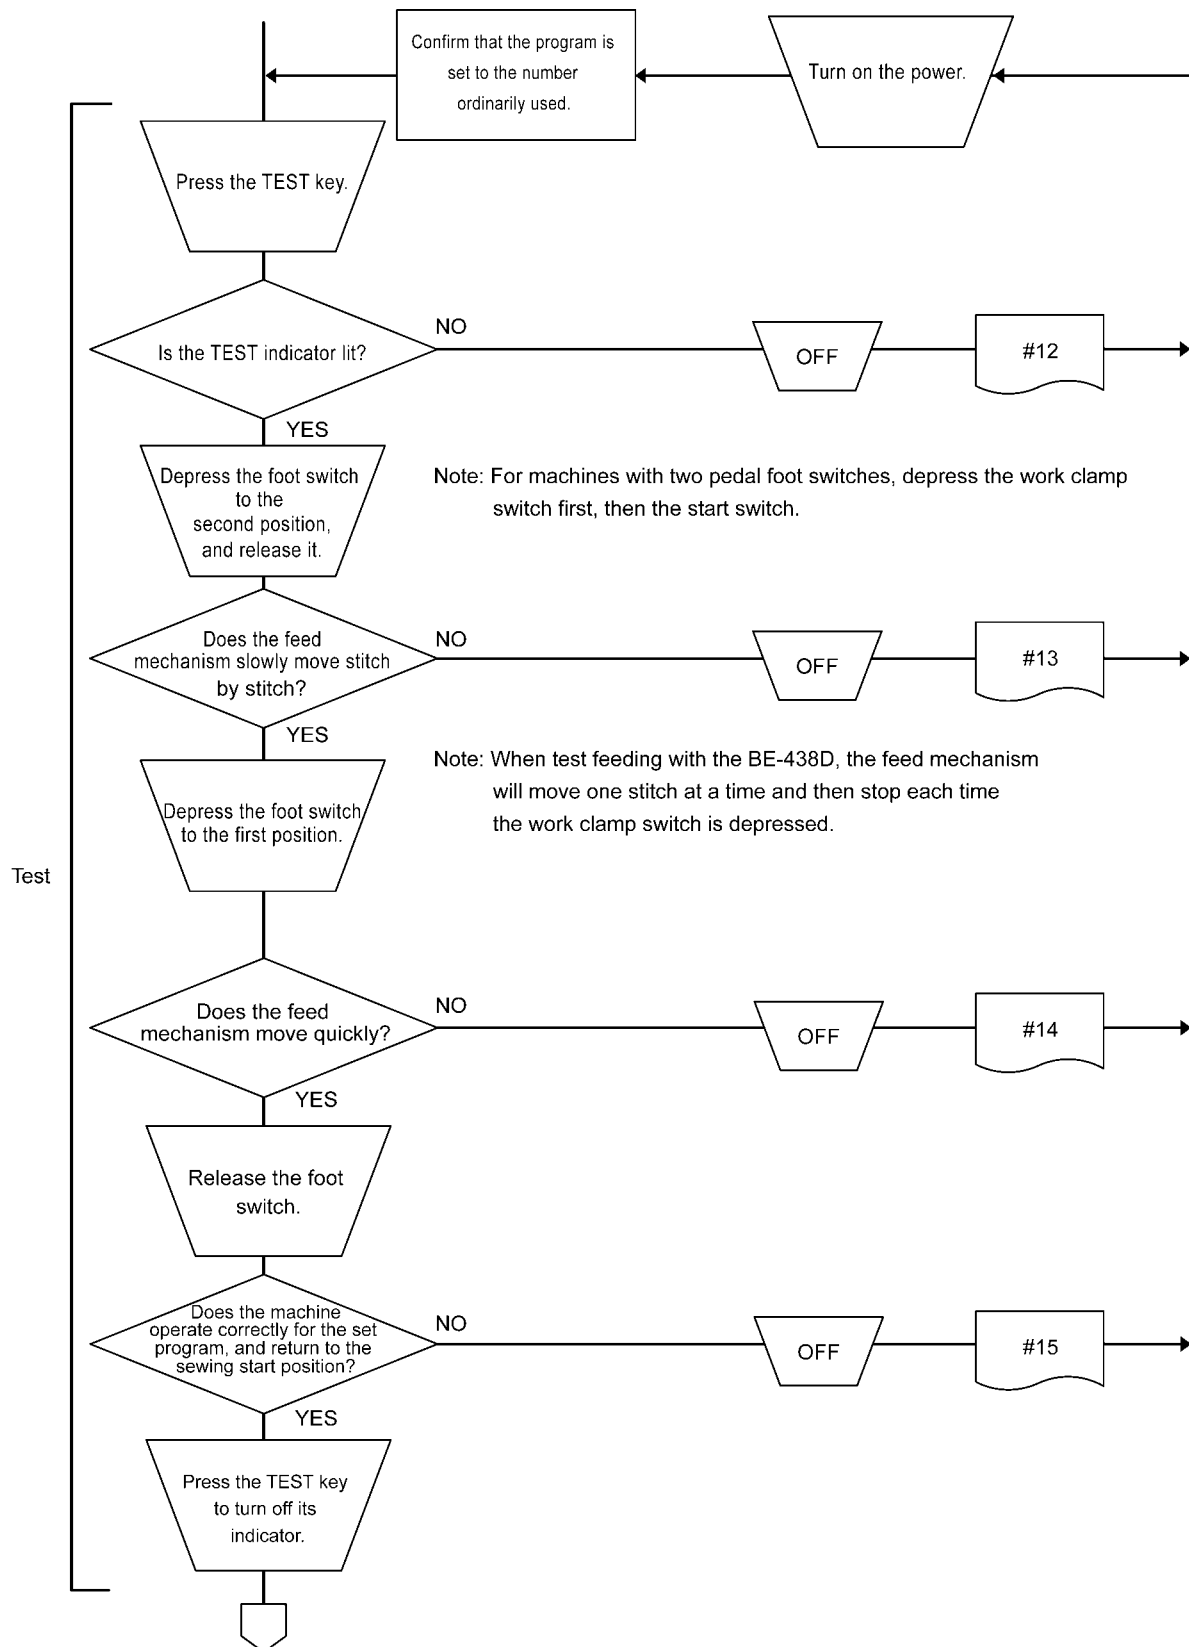 Confirm that the program is
set to the number
ordinarily used.
Turn on the power.
Press the TEST key.
Is the TEST indicator lit?
NO
OFF
#12
YES
Depress the foot switch
to the
second position,
and release it.
Note: For machines with two pedal foot switches, depress the work clamp
switch first, then the start switch.
Does the feed
mechanism slowly move stitch
by stitch?
NO
OFF
#13
YES
Note: When test feeding with the BE-438D, the feed mechanism
will move one stitch at a time and then stop each time
the work clamp switch is depressed.
Depress the foot switch
to the first position.
Test
Does the feed
mechanism move quickly?
NO
OFF
#14
YES
Release the foot
switch.
Does the machine
operate correctly for the set
program, and return to the
sewing start position?
NO
OFF
#15
YES
Press the TEST key
to turn off its
indicator.